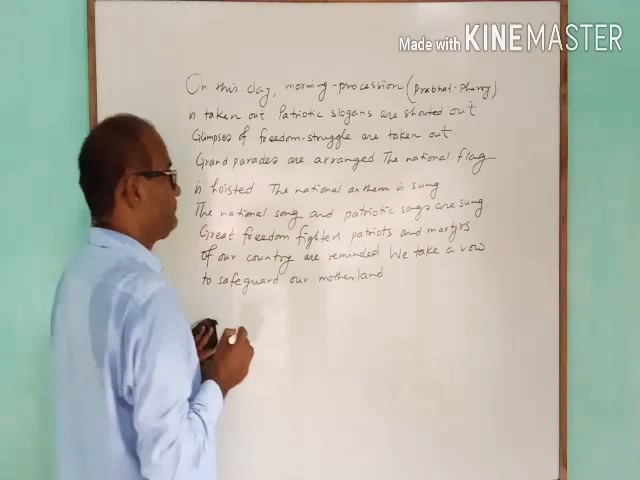 Made with KINEMASTER
On this day, morning-procession (Prabhat-Pherry)
is taken out Patriotic slogans are shouted out
Glimpses of freedom-struggle are taken out
Grand parades are arranged The national flag
is hoisted The national anthem is sung
The national song and patriotic songs are sung
Great freedom fighters, patriots and martyrs
of our country are reminded We take a vow
to safeguard our motherland